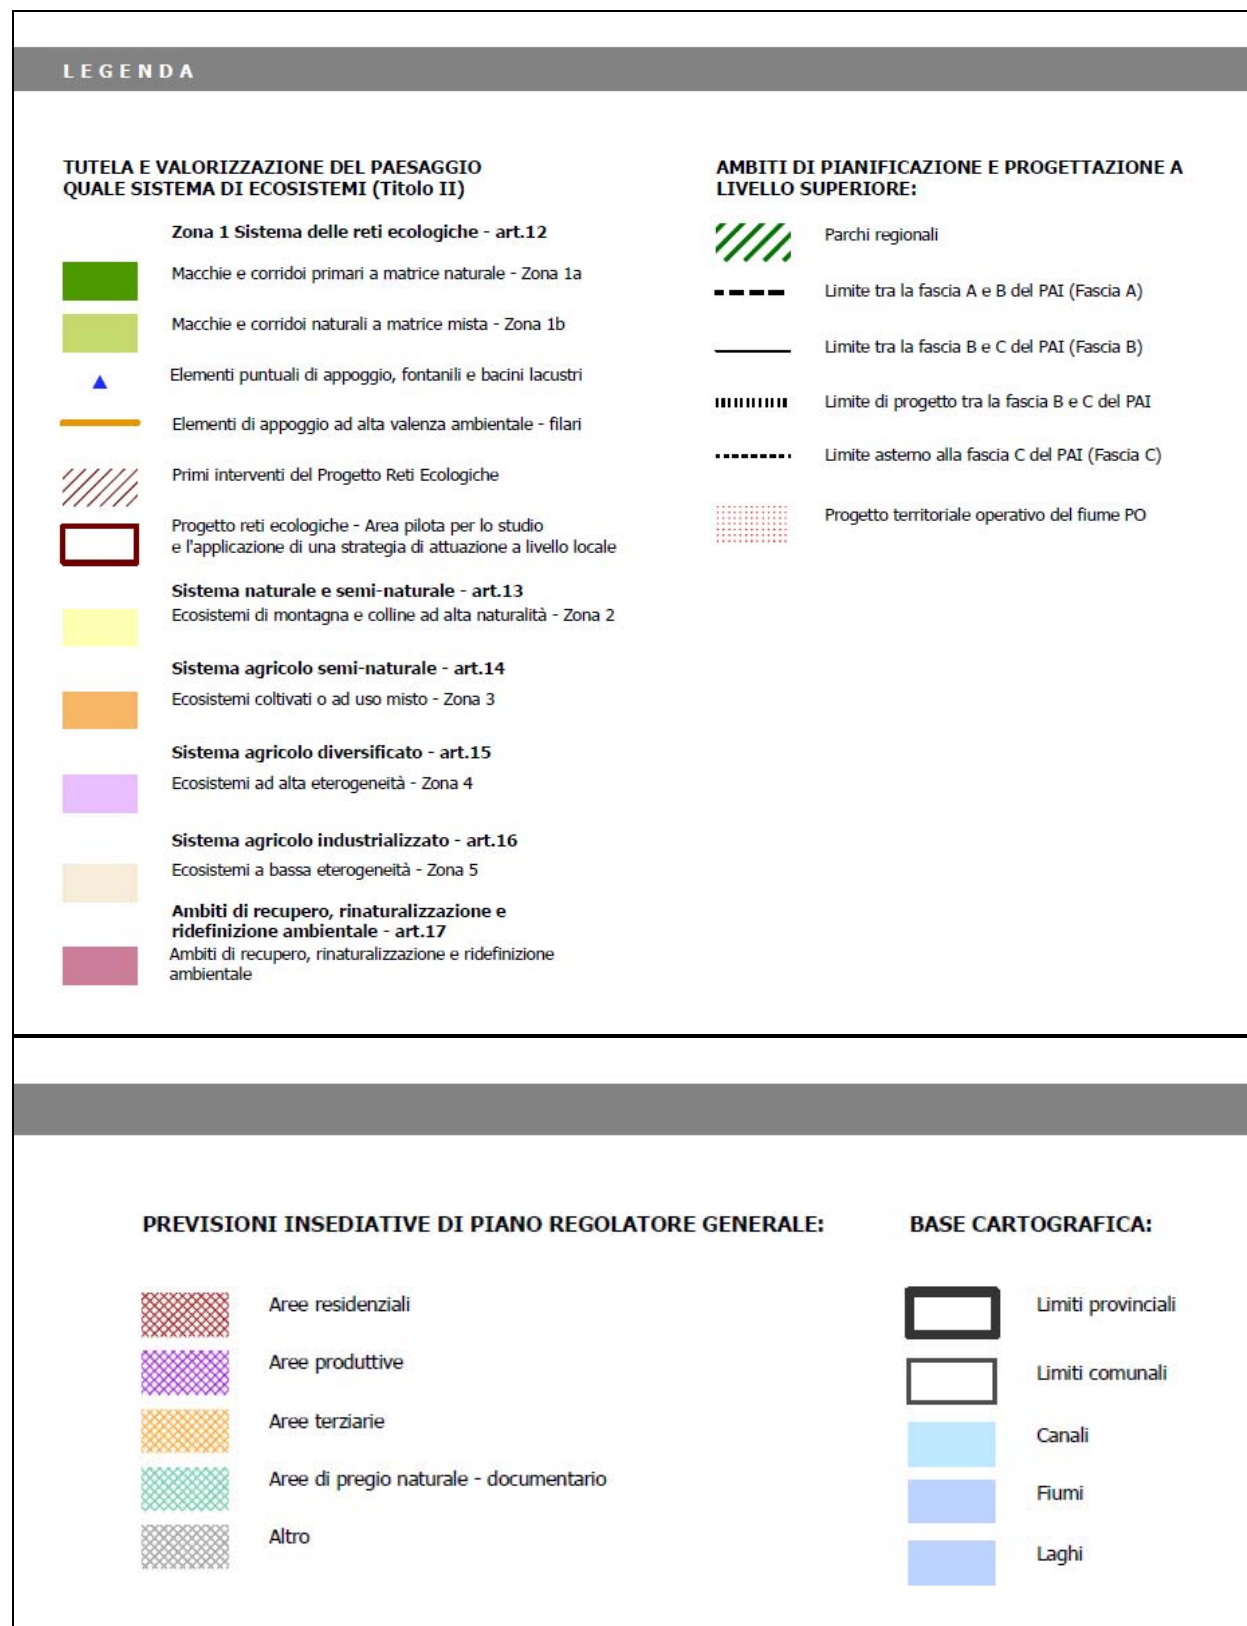 LEGENDA
TUTELA E VALORIZZAZIONE DEL PAESAGGIO
QUALE SISTEMA DI ECOSISTEMI (Titolo II)
Zona 1 Sistema delle reti ecologiche - art.12
Macchie e corridoi primari a matrice naturale - Zona 1a
Macchie e corridoi naturali a matrice mista - Zona 1b
Elementi puntuali di appoggio, fontanili e bacini lacustri
Elementi di appoggio ad alta valenza ambientale - filari
Primi interventi del Progetto Reti Ecologiche
Progetto reti ecologiche - Area pilota per lo studio
e l'applicazione di una strategia di attuazione a livello locale
Sistema naturale e semi-naturale - art.13
Ecosistemi di montagna e colline ad alta naturalità - Zona 2
Sistema agricolo semi-naturale - art.14
Ecosistemi coltivati o ad uso misto - Zona 3
Sistema agricolo diversificato - art.15
Ecosistemi ad alta eterogeneità - Zona 4
Sistema agricolo industrializzato - art.16
Ecosistemi a bassa eterogeneità - Zona 5
Ambiti di recupero, rinaturalizzazione e
ridefinizione ambientale - art.17
Ambiti di recupero, rinaturalizzazione e ridefinizione
ambientale
AMBITI DI PIANIFICAZIONE E PROGETTAZIONE A
LIVELLO SUPERIORE:
Parchi regionali
Limite tra la fascia A e B del PAI (Fascia A)
Limite tra la fascia B e C del PAI (Fascia B)
Limite di progetto tra la fascia B e C del PAI
Limite asterno alla fascia C del PAI (Fascia C)
Progetto territoriale operativo del fiume PO
PREVISIONI INSEDIATIVE DI PIANO REGOLATORE GENERALE:
Aree residenziali
Aree produttive
Aree terziarie
Aree di pregio naturale - documentario
Altro
BASE CARTOGRAFICA:
Limiti provinciali
Limiti comunali
Canali
Fiumi
Laghi